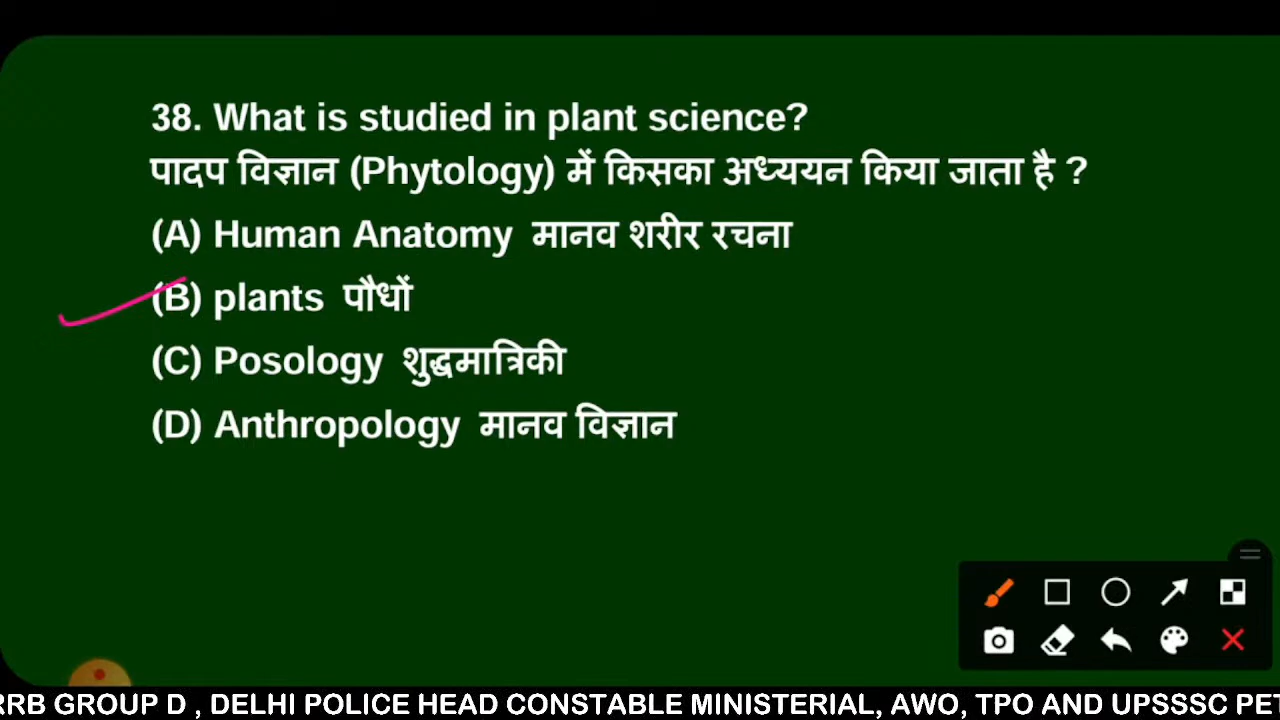 38. What is studied in plant science?
पादप विज्ञान (Phytology) में किसका अध्ययन किया जाता है ?
(A) Human Anatomy मानव शरीर रचना
(B) plants पौधों
(C) Posology शुद्धमात्रिकी
(D) Anthropology मानव विज्ञान
RRB GROUP D , DELHI POLICE HEAD CONSTABLE MINISTERIAL, AWO, TPO AND UPSSSC PET